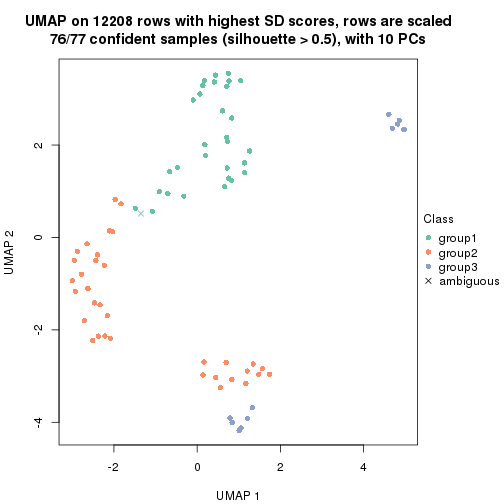 UMAP on 12208 rows with highest SD scores, rows are scaled
76/77 confident samples (silhouette > 0.5), with 10 PCs
2
0
-2
-4
UMAP 2
-2
0
2
4
UMAP 1
Class
group1
group2
group3
ambiguous